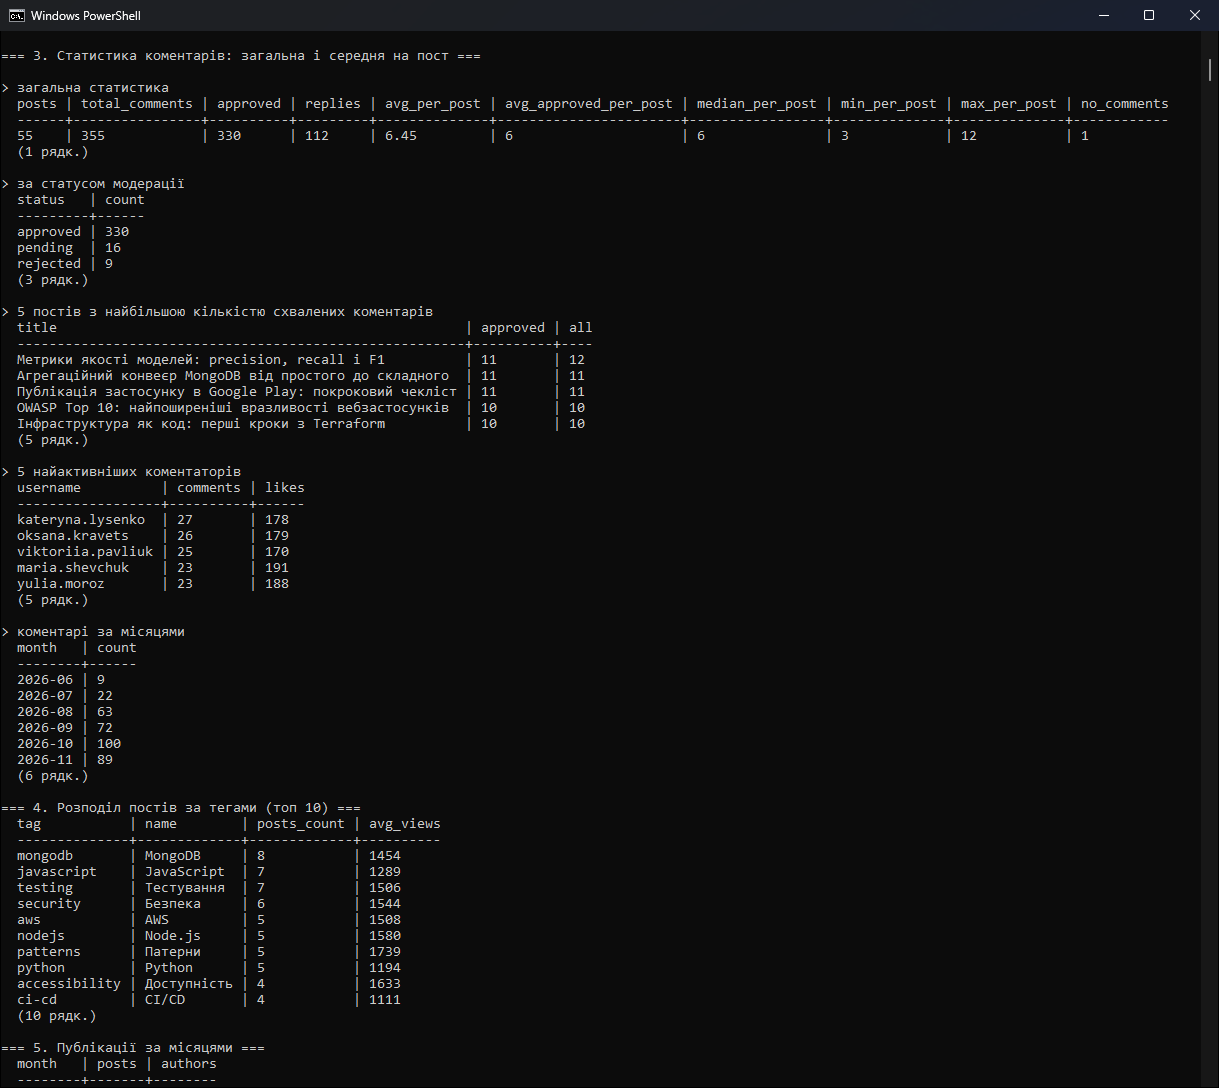 Windows PowerShell
=== 3. Статистика коментарів: загальна і середня на пост ===
> загальна статистика
posts | total_comments | approved | replies | avg_per_post | avg_approved_per_post | median_per_post | min_per_post | max_per_post | no_comments
------+----------------+----------+---------+--------------+-----------------------+-----------------+--------------+--------------+------------
55    | 355            | 330      | 112     | 6.45         | 6                     | 6               | 3            | 12           | 1
(1 рядк.)
> за статусом модерації
status   | count
---------+------
approved | 330
pending  | 16
rejected | 9
(3 рядк.)
> 5 постів з найбільшою кількістю схвалених коментарів
title                                                   | approved | all
--------------------------------------------------------+----------+----
Метрики якості моделей: precision, recall і F1          | 11       | 12
Агрегаційний конвеєр MongoDB від простого до складного  | 11       | 11
Публікація застосунку в Google Play: покроковий чекліст | 11       | 11
OWASP Top 10: найпоширеніші вразливості вебзастосунків  | 10       | 10
Інфраструктура як код: перші кроки з Terraform          | 10       | 10
(5 рядк.)
> 5 найактивніших коментаторів
username          | comments | likes
------------------+----------+------
kateryna.lysenko  | 27       | 178
oksana.kravets    | 26       | 179
viktoriia.pavliuk | 25       | 170
maria.shevchuk    | 23       | 191
yulia.moroz       | 23       | 188
(5 рядк.)
> коментарі за місяцями
month   | count
--------+------
2026-06 | 9
2026-07 | 22
2026-08 | 63
2026-09 | 72
2026-10 | 100
2026-11 | 89
(6 рядк.)
=== 4. Розподіл постів за тегами (топ 10) ===
tag           | name        | posts_count | avg_views
--------------+-------------+-------------+----------
mongodb       | MongoDB     | 8           | 1454
javascript    | JavaScript  | 7           | 1289
testing       | Тестування  | 7           | 1506
security      | Безпека     | 6           | 1544
aws           | AWS         | 5           | 1508
nodejs        | Node.js     | 5           | 1580
patterns      | Патерни     | 5           | 1739
python        | Python      | 5           | 1194
accessibility | Доступність | 4           | 1633
ci-cd         | CI/CD       | 4           | 1111
(10 рядк.)
=== 5. Публікації за місяцями ===
month   | posts | authors
--------+-------+--------